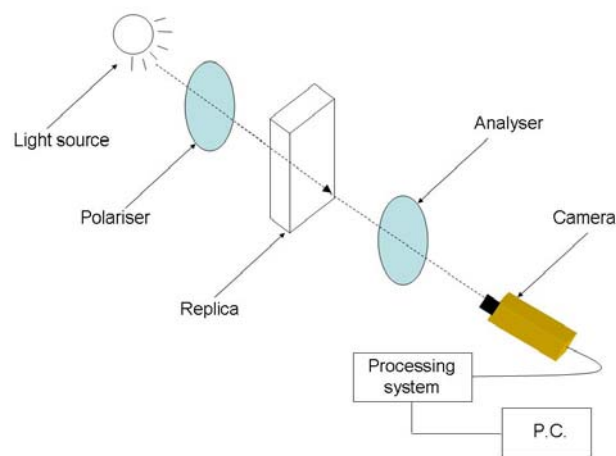 Light source
Polariser
Replica
Analyser
Camera
Processing
system
P.C.